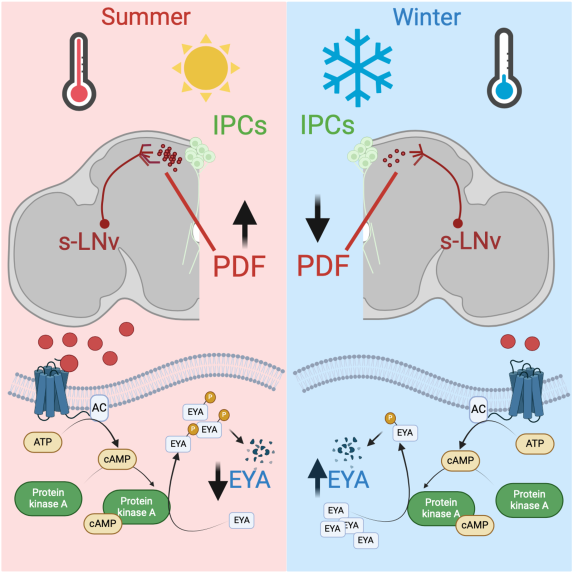 Summer
Winter
IPCs
IPCs
s-LNv
PDF
s-LNv
PDF
AC
ATP
cAMP
Protein
kinase A
cAMP
Protein
kinase A
P
EYA
P
P
EYA
EYA
EYA
EYA
AC
ATP
cAMP
Protein
kinase A
cAMP
Protein
kinase A
P
EYA
EYA
EYA
EYA
EYA
EYA